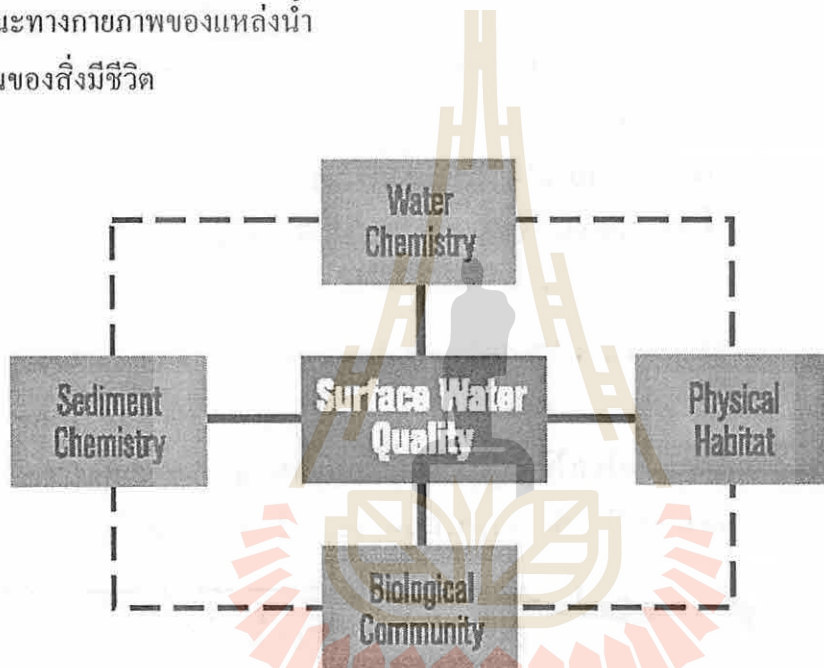 ทางกายภาพของแหล่งน้ำ
ของสิ่งมีชีวิต
Water
Chemistry
Sediment
Chemistry
Surface Water
Quality
Physical
Habitat
Biological
Community